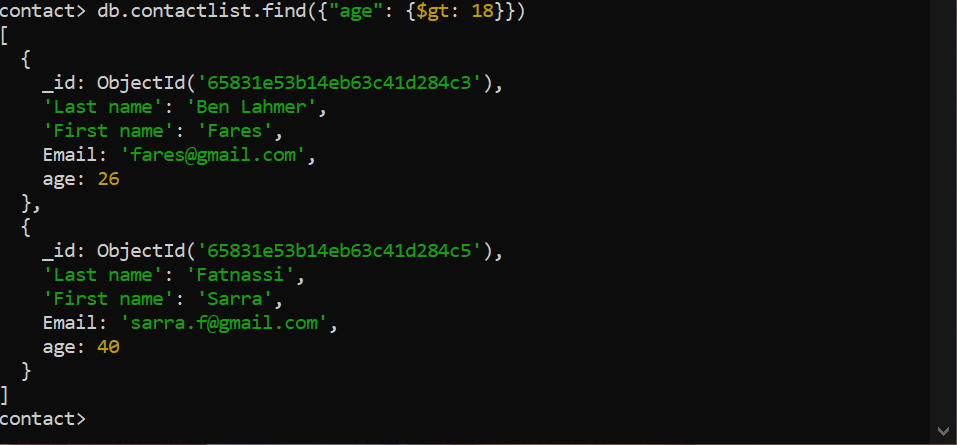 contact> db.contactlist.find({"age": {$gt: 18}})
[
  {
    _id: ObjectId('65831e53b14eb63c41d284c3'),
    'Last name': 'Ben Lahmer',
    'First name': 'Fares',
    Email: 'fares@gmail.com',
    age: 26
  },
  {
    _id: ObjectId('65831e53b14eb63c41d284c5'),
    'Last name': 'Fatnassi',
    'First name': 'Sarra',
    Email: 'sarra.f@gmail.com',
    age: 40
  }
]
contact>